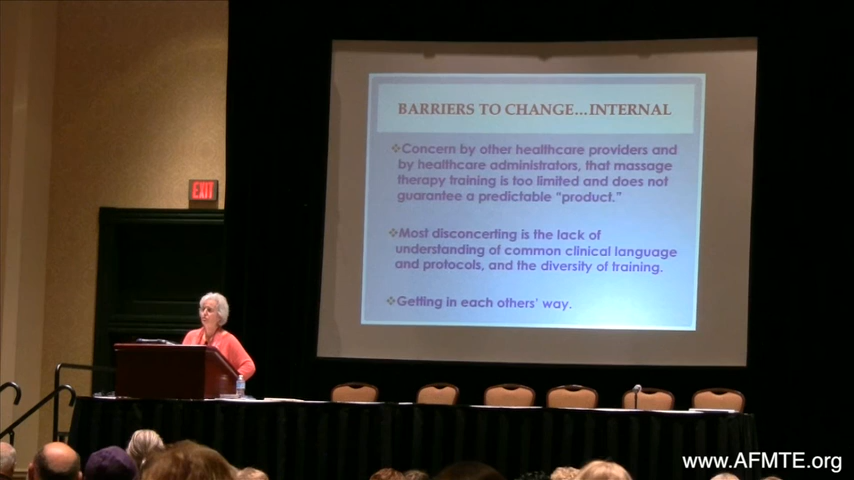 BARRIERS TO CHANGE...INTERNAL
❖Concern by other healthcare providers and
by healthcare administrators, that massage
therapy training is too limited and does not
guarantee a predictable “product.”
❖Most disconcerting is the lack of
understanding of common clinical language
and protocols, and the diversity of training.
❖Getting in each others’ way.
EXIT
www.AFMTE.org